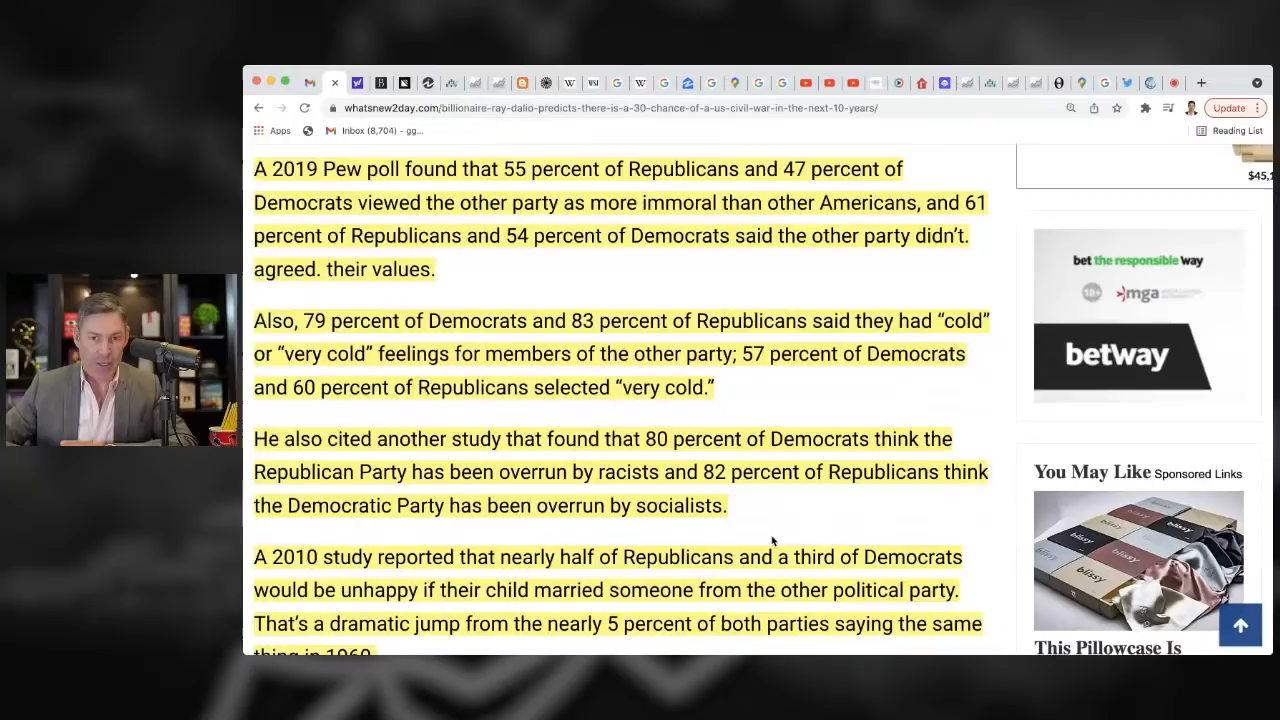 whatsnew2day.com/billionaire-ray-dalio-predicts-there-is-a-30-chance-of-a-us-civil-war-in-the-next-10-years/
Update
Apps
Inbox (8,704) - gg...
Reading List
A 2019 Pew poll found that 55 percent of Republicans and 47 percent of
Democrats viewed the other party as more immoral than other Americans, and 61
percent of Republicans and 54 percent of Democrats said the other party didn't.
agreed. their values.
Also, 79 percent of Democrats and 83 percent of Republicans said they had “cold”
or “very cold” feelings for members of the other party; 57 percent of Democrats
and 60 percent of Republicans selected “very cold.”
He also cited another study that found that 80 percent of Democrats think the
Republican Party has been overrun by racists and 82 percent of Republicans think
the Democratic Party has been overrun by socialists.
A 2010 study reported that nearly half of Republicans and a third of Democrats
would be unhappy if their child married someone from the other political party.
That’s a dramatic jump from the nearly 5 percent of both parties saying the same
$45,1
bet the responsible way
18+ mga
betway
You May Like Sponsored Links
blissy
blissy
blissy
blissy
blissy
This Pillowcase Is